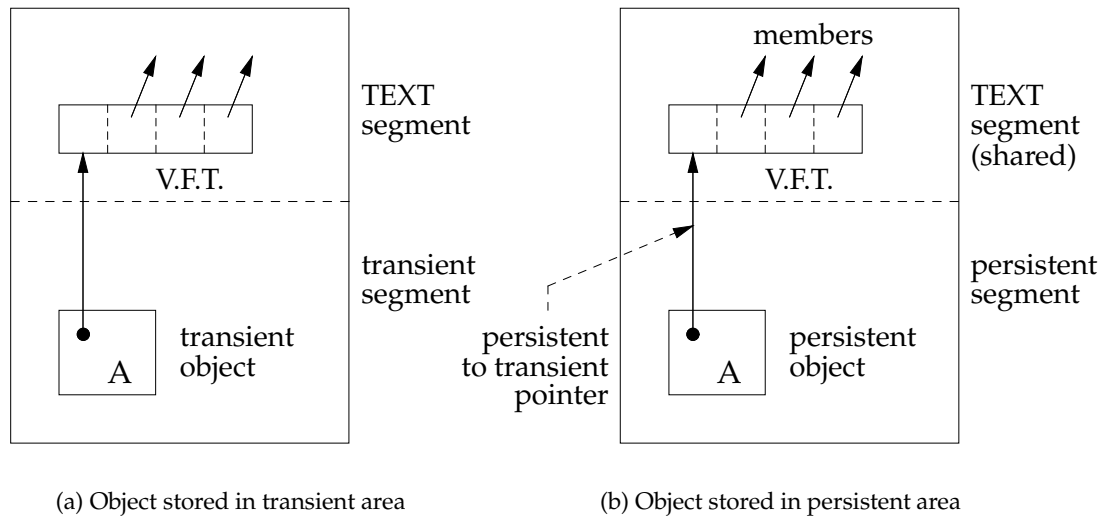 TEXT
segment
V.F.T.
transient
segment
transient
object
A
(a) Object stored in transient area
members
TEXT
segment
(shared)
V.F.T.
persistent
segment
persistent
to transient
pointer
persistent
object
A
(b) Object stored in persistent area